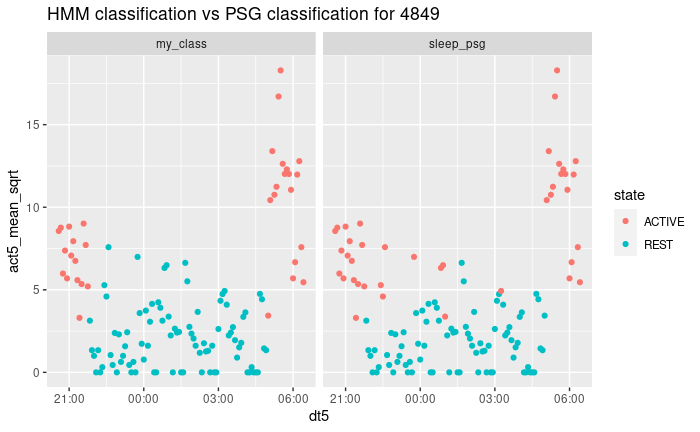 HMM classification vs PSG classification for 4849
my_class
sleep_psg
act5_mean_sqrt
15
10
5
0
21:00
00:00
03:00
06:00
21:00
00:00
03:00
06:00
dt5
state
ACTIVE
REST